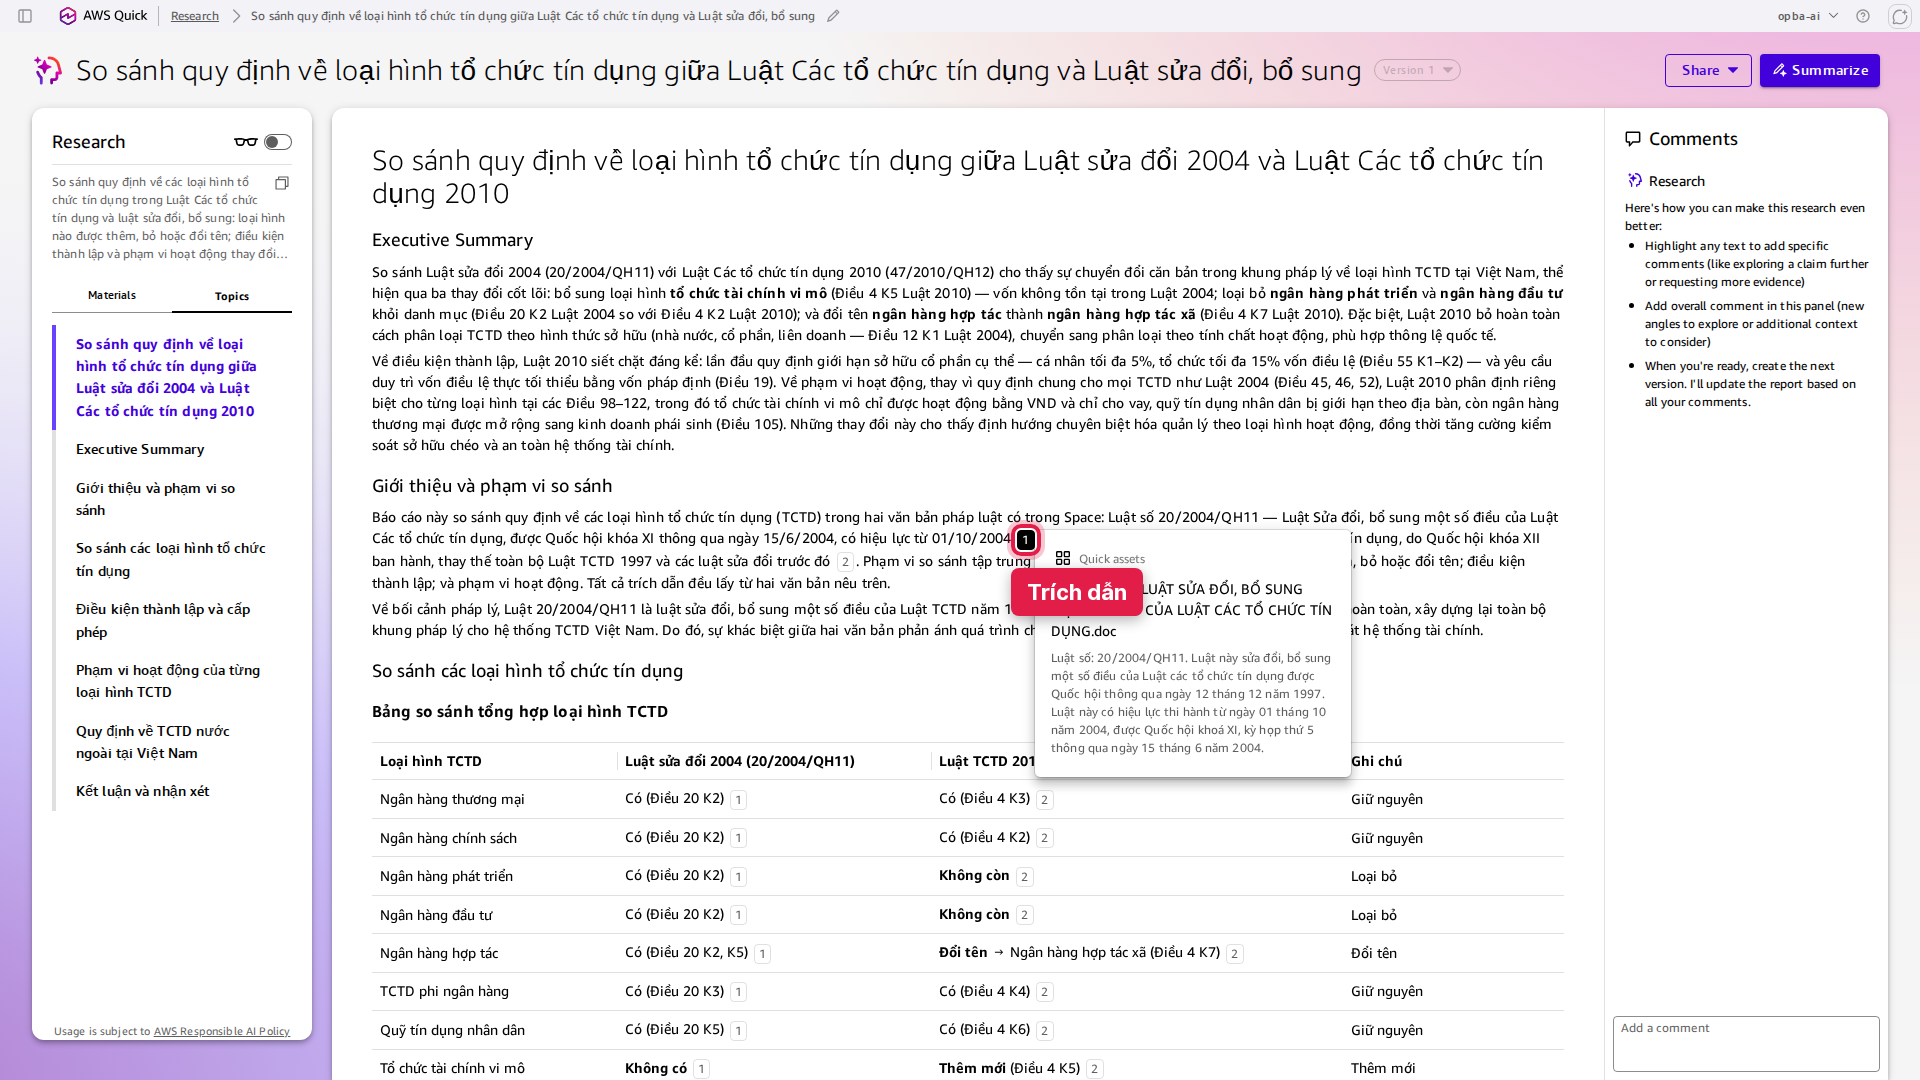 AWS Quick
Research
So sánh quy định về loại hình tổ chức tín dụng giữa Luật Các tổ chức tín dụng và Luật sửa đổi, bổ sung
opba-ai
So sánh quy định về loại hình tổ chức tín dụng giữa Luật Các tổ chức tín dụng và Luật sửa đổi, bổ sung
Version 1
Share
Summarize
Research
So sánh quy định về các loại hình tổ
chức tín dụng trong Luật Các tổ chức
tín dụng và luật sửa đổi, bổ sung: loại hình
nào được thêm, bỏ hoặc đổi tên; điều kiện
thành lập và phạm vi hoạt động thay đổi...
Materials
Topics
So sánh quy định về loại
hình tổ chức tín dụng giữa
Luật sửa đổi 2004 và Luật
Các tổ chức tín dụng 2010
Executive Summary
Giới thiệu và phạm vi so
sánh
So sánh các loại hình tổ chức
tín dụng
Điều kiện thành lập và cấp
phép
Phạm vi hoạt động của từng
loại hình TCTD
Quy định về TCTD nước
ngoài tại Việt Nam
Kết luận và nhận xét
Usage is subject to AWS Responsible AI Policy
So sánh quy định về loại hình tổ chức tín dụng giữa Luật sửa đổi 2004 và Luật Các tổ chức tín
dụng 2010
Executive Summary
So sánh Luật sửa đổi 2004 (20/2004/QH11) với Luật Các tổ chức tín dụng 2010 (47/2010/QH12) cho thấy sự chuyển đổi căn bản trong khung pháp lý về loại hình TCTD tại Việt Nam, thể
hiện qua ba thay đổi cốt lõi: bổ sung loại hình tổ chức tài chính vi mô (Điều 4 K5 Luật 2010) — vốn không tồn tại trong Luật 2004; loại bỏ ngân hàng phát triển và ngân hàng đầu tư
khỏi danh mục (Điều 20 K2 Luật 2004 so với Điều 4 K2 Luật 2010); và đổi tên ngân hàng hợp tác thành ngân hàng hợp tác xã (Điều 4 K7 Luật 2010). Đặc biệt, Luật 2010 bỏ hoàn toàn
cách phân loại TCTD theo hình thức sở hữu (nhà nước, cổ phần, liên doanh — Điều 12 K1 Luật 2004), chuyển sang phân loại theo tính chất hoạt động, phù hợp thông lệ quốc tế.
Về điều kiện thành lập, Luật 2010 siết chặt đáng kể: lần đầu quy định giới hạn sở hữu cổ phần cụ thể — cá nhân tối đa 5%, tổ chức tối đa 15% vốn điều lệ (Điều 55 K1–K2) — và yêu cầu
duy trì vốn điều lệ thực tối thiểu bằng vốn pháp định (Điều 19). Về phạm vi hoạt động, thay vì quy định chung cho mọi TCTD như Luật 2004 (Điều 45, 46, 52), Luật 2010 phân định riêng
biệt cho từng loại hình tại các Điều 98–122, trong đó tổ chức tài chính vi mô chỉ được hoạt động bằng VND và chỉ cho vay, quỹ tín dụng nhân dân bị giới hạn theo địa bàn, còn ngân hàng
thương mại được mở rộng sang kinh doanh phái sinh (Điều 105). Những thay đổi này cho thấy định hướng chuyên biệt hóa quản lý theo loại hình hoạt động, đồng thời tăng cường kiểm
soát sở hữu chéo và an toàn hệ thống tài chính.
Giới thiệu và phạm vi so sánh
Báo cáo này so sánh quy định về các loại hình tổ chức tín dụng (TCTD) trong hai văn bản pháp luật có trong Space: Luật số 20/2004/QH11 — Luật Sửa đổi, bổ sung một số điều của Luật
Các tổ chức tín dụng, được Quốc hội khóa XI thông qua ngày 15/6/2004, có hiệu lực từ 01/10/2004 1 ín dụng, do Quốc hội khóa XII
ban hành, thay thế toàn bộ Luật TCTD 1997 và các luật sửa đổi trước đó 2 . Phạm vi so sánh tập trung , bỏ hoặc đổi tên; điều kiện
thành lập; và phạm vi hoạt động. Tất cả trích dẫn đều lấy từ hai văn bản nêu trên.
Về bối cảnh pháp lý, Luật 20/2004/QH11 là luật sửa đổi, bổ sung một số điều của Luật TCTD năm 1 oàn toàn, xây dựng lại toàn bộ
khung pháp lý cho hệ thống TCTD Việt Nam. Do đó, sự khác biệt giữa hai văn bản phản ánh quá trình ch át hệ thống tài chính.
Quick assets
Trích dẫn
LUẬT SỬA ĐỔI, BỔ SUNG
CỦA LUẬT CÁC TỔ CHỨC TÍN
DỤNG.doc
Luật số: 20/2004/QH11. Luật này sửa đổi, bổ sung
một số điều của Luật các tổ chức tín dụng được
Quốc hội thông qua ngày 12 tháng 12 năm 1997.
Luật này có hiệu lực thi hành từ ngày 01 tháng 10
năm 2004, được Quốc hội khoá XI, kỳ họp thứ 5
thông qua ngày 15 tháng 6 năm 2004.
So sánh các loại hình tổ chức tín dụng
Bảng so sánh tổng hợp loại hình TCTD
Loại hình TCTD Luật sửa đổi 2004 (20/2004/QH11) Luật TCTD 201 Ghi chú
Ngân hàng thương mại Có (Điều 20 K2) 1 Có (Điều 4 K3) 2 Giữ nguyên
Ngân hàng chính sách Có (Điều 20 K2) 1 Có (Điều 4 K2) 2 Giữ nguyên
Ngân hàng phát triển Có (Điều 20 K2) 1 Không còn 2 Loại bỏ
Ngân hàng đầu tư Có (Điều 20 K2) 1 Không còn 2 Loại bỏ
Ngân hàng hợp tác Có (Điều 20 K2, K5) 1 Đổi tên → Ngân hàng hợp tác xã (Điều 4 K7) 2 Đổi tên
TCTD phi ngân hàng Có (Điều 20 K3) 1 Có (Điều 4 K4) 2 Giữ nguyên
Quỹ tín dụng nhân dân Có (Điều 20 K5) 1 Có (Điều 4 K6) 2 Giữ nguyên
Tổ chức tài chính vi mô Không có 1 Thêm mới (Điều 4 K5) 2 Thêm mới
Comments
Research
Here's how you can make this research even
better:
Highlight any text to add specific
comments (like exploring a claim further
or requesting more evidence)
Add overall comment in this panel (new
angles to explore or additional context
to consider)
When you're ready, create the next
version. I'll update the report based on
all your comments.
Add a comment